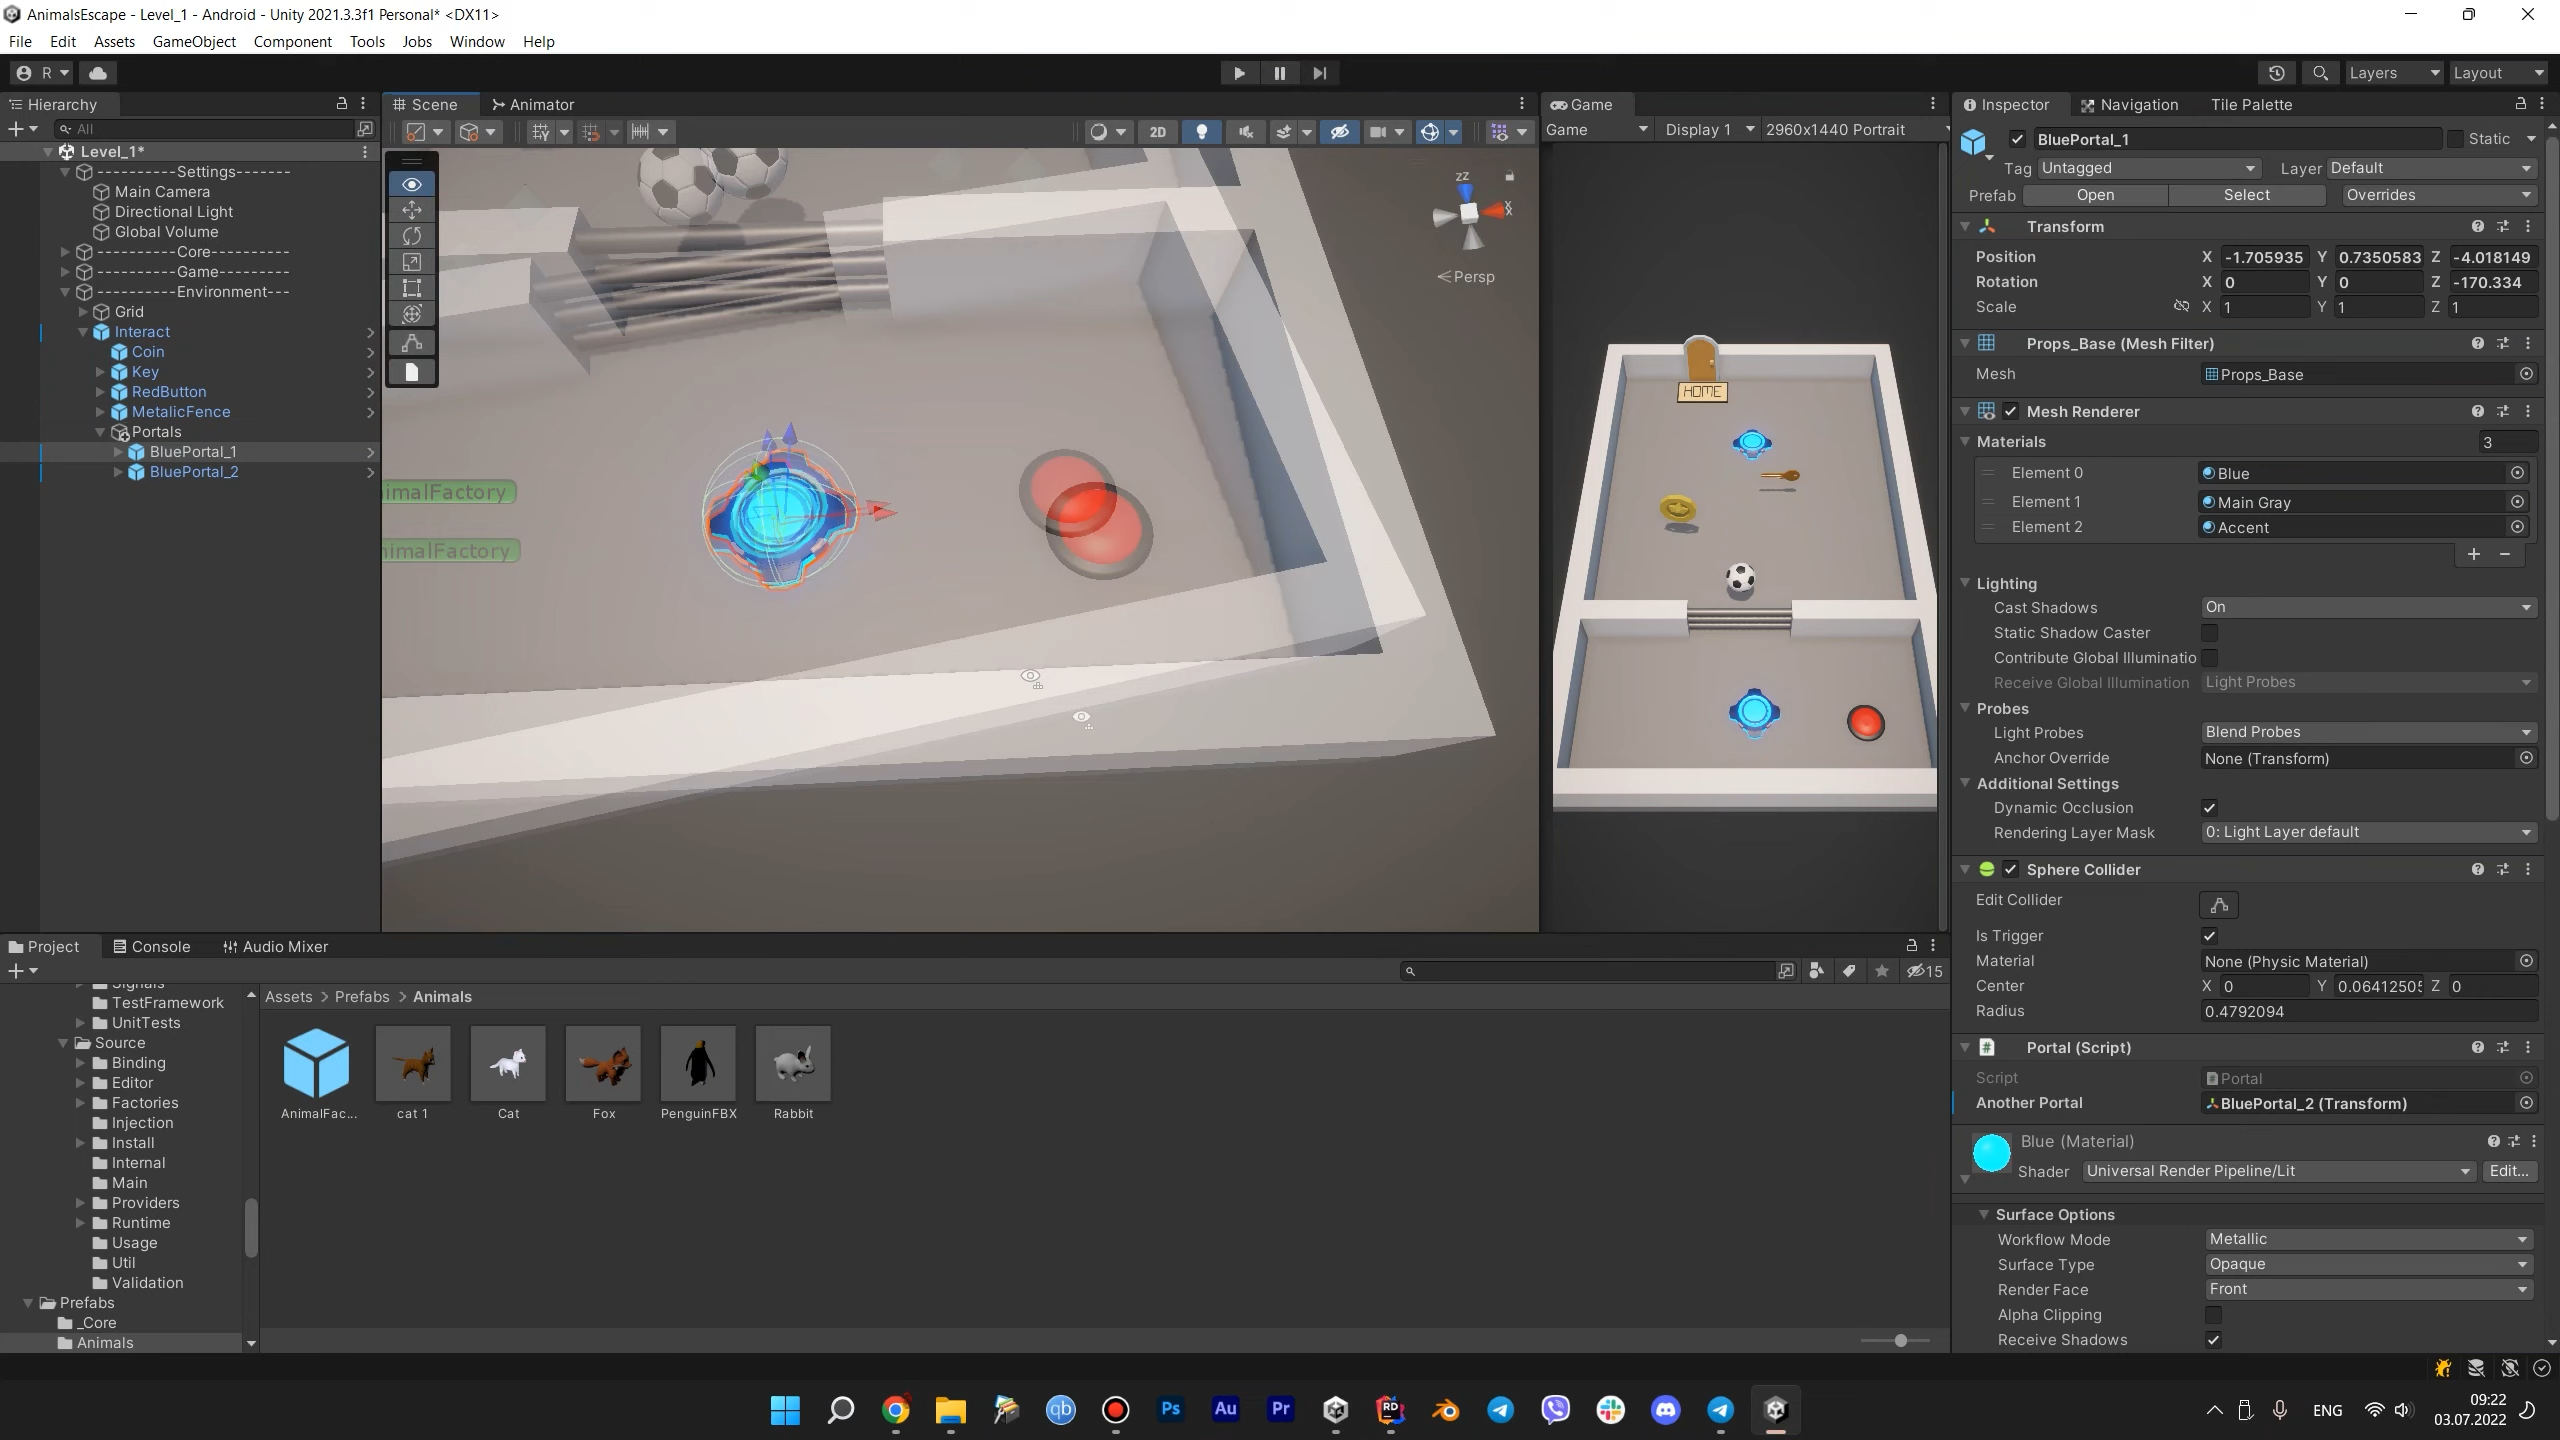 AnimalsEscape - Level_1 - Android - Unity 2021.3.3f1 Personal* <DX11>
File Edit Assets GameObject Component Tools Jobs Window Help
R Layers Layout
Hierarchy
All
Level_1*
----------Settings-------
Main Camera
Directional Light
Global Volume
----------Core----------
----------Game----------
----------Environment---
Grid
Interact
Coin
Key
RedButton
MetalicFence
Portals
BluePortal_1
BluePortal_2
Scene Animator
2D
zz
X
Persp
imalFactory
nimalFactory
Game
Game Display 1 2960x1440 Portrait
HOME
Inspector Navigation Tile Palette
BluePortal_1 Static
Tag Untagged Layer Default
Prefab Open Select Overrides
Transform
Position X -1.705935 Y 0.7350583 Z -4.018149
Rotation X 0 Y 0 Z -170.334
Scale X 1 Y 1 Z 1
Props_Base (Mesh Filter)
Mesh Props_Base
Mesh Renderer
Materials 3
Element 0 Blue
Element 1 Main Gray
Element 2 Accent
Lighting
Cast Shadows On
Static Shadow Caster
Contribute Global Illuminatio
Receive Global Illumination Light Probes
Probes
Light Probes Blend Probes
Anchor Override None (Transform)
Additional Settings
Dynamic Occlusion
Rendering Layer Mask 0: Light Layer default
Sphere Collider
Edit Collider
Is Trigger
Material None (Physic Material)
Center X 0 Y 0.06412505 Z 0
Radius 0.4792094
Portal (Script)
Script Portal
Another Portal BluePortal_2 (Transform)
Blue (Material)
Shader Universal Render Pipeline/Lit Edit...
Surface Options
Workflow Mode Metallic
Surface Type Opaque
Render Face Front
Alpha Clipping
Receive Shadows
Project Console Audio Mixer
15
Signals
TestFramework
UnitTests
Source
Binding
Editor
Factories
Injection
Install
Internal
Main
Providers
Runtime
Usage
Util
Validation
Prefabs
_Core
Animals
Assets > Prefabs > Animals
AnimalFac... cat 1 Cat Fox PenguinFBX Rabbit
qb Ps Au Pr RD
ENG
09:22
03.07.2022